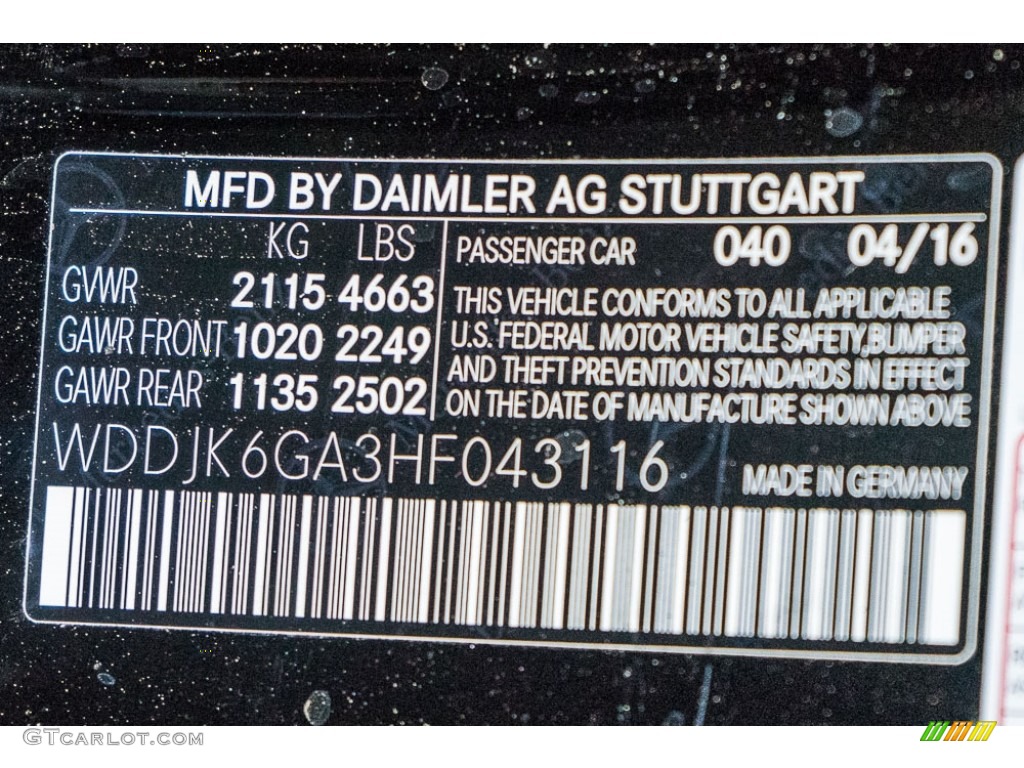 MFD BY DAIMLER AG STUTTGART
KG LBS
GVWR 2115 4663
GAWR FRONT 1020 2249
GAWR REAR 1135 2502
PASSENGER CAR 040 04/16
THIS VEHICLE CONFORMS TO ALL APPLICABLE
U.S. FEDERAL MOTOR VEHICLE SAFETY,BUMPER
AND THEFT PREVENTION STANDARDS IN EFFECT
ON THE DATE OF MANUFACTURE SHOWN ABOVE
WDDJK6GA3HF043116
MADE IN GERMANY
GTcarlot.com